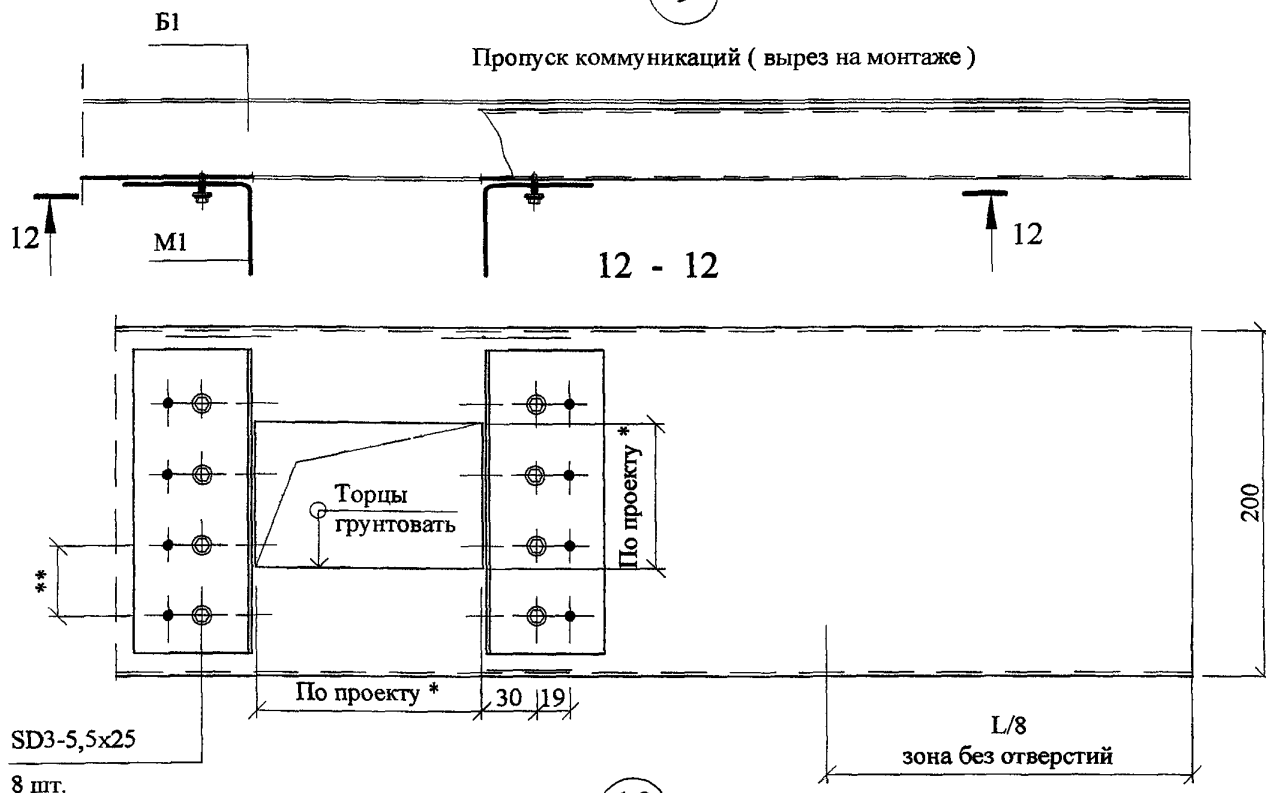 Б1
Пропуск коммуникаций ( вырез на монтаже )
12
М1
12
12 - 12
Торцы
грунтовать
По проекту *
200
**
По проекту *
30
19
SD3-5,5х25
8 шт.
L/8
зона без отверстий